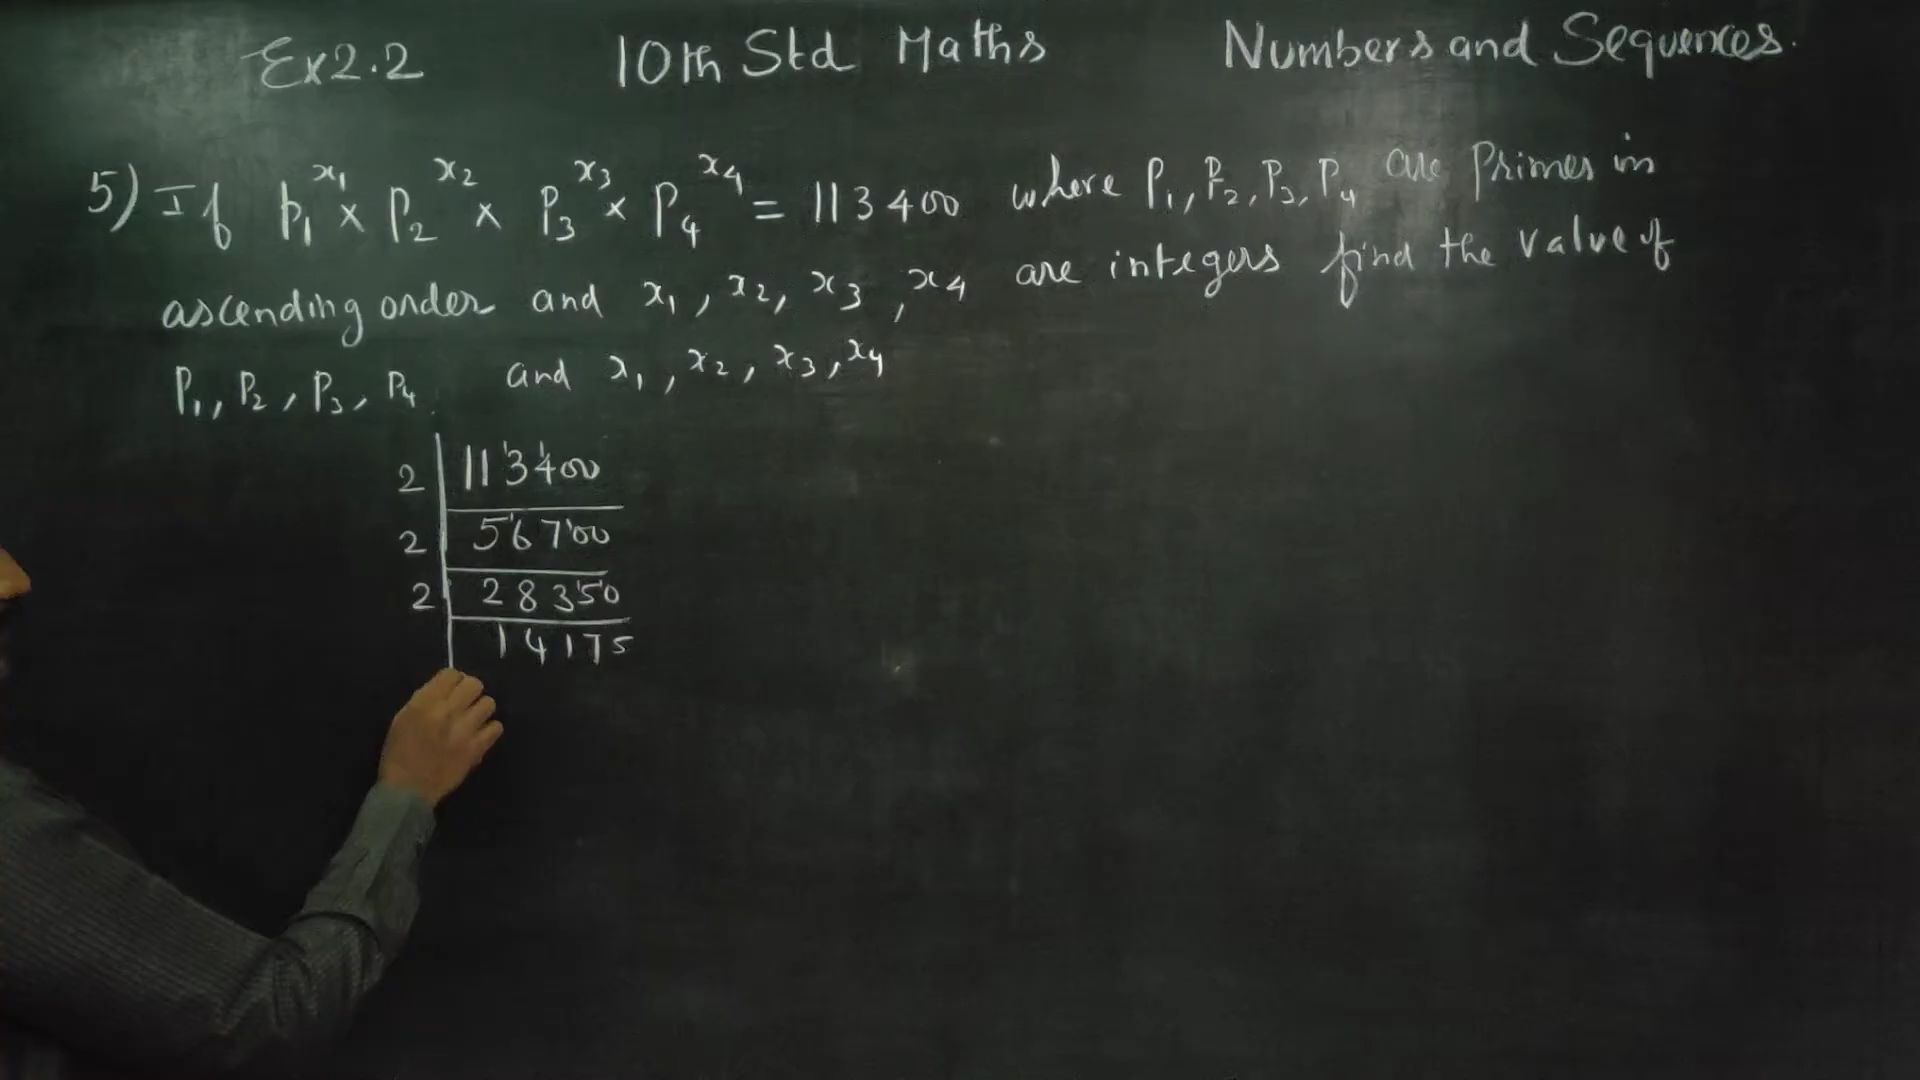 Ex2.2 10th Std Maths Numbers and Sequences.
5) If p₁^x₁ × P₂^x₂ × P₃^x₃ × P₄^x₄ = 113400 where P₁, P₂, P₃, P₄ are Primes in
ascending order and x₁, x₂, x₃, x₄ are integers find the value of
P₁, P₂, P₃, P₄. and x₁, x₂, x₃, x₄
2 113400
2 56700
2 28350
14175